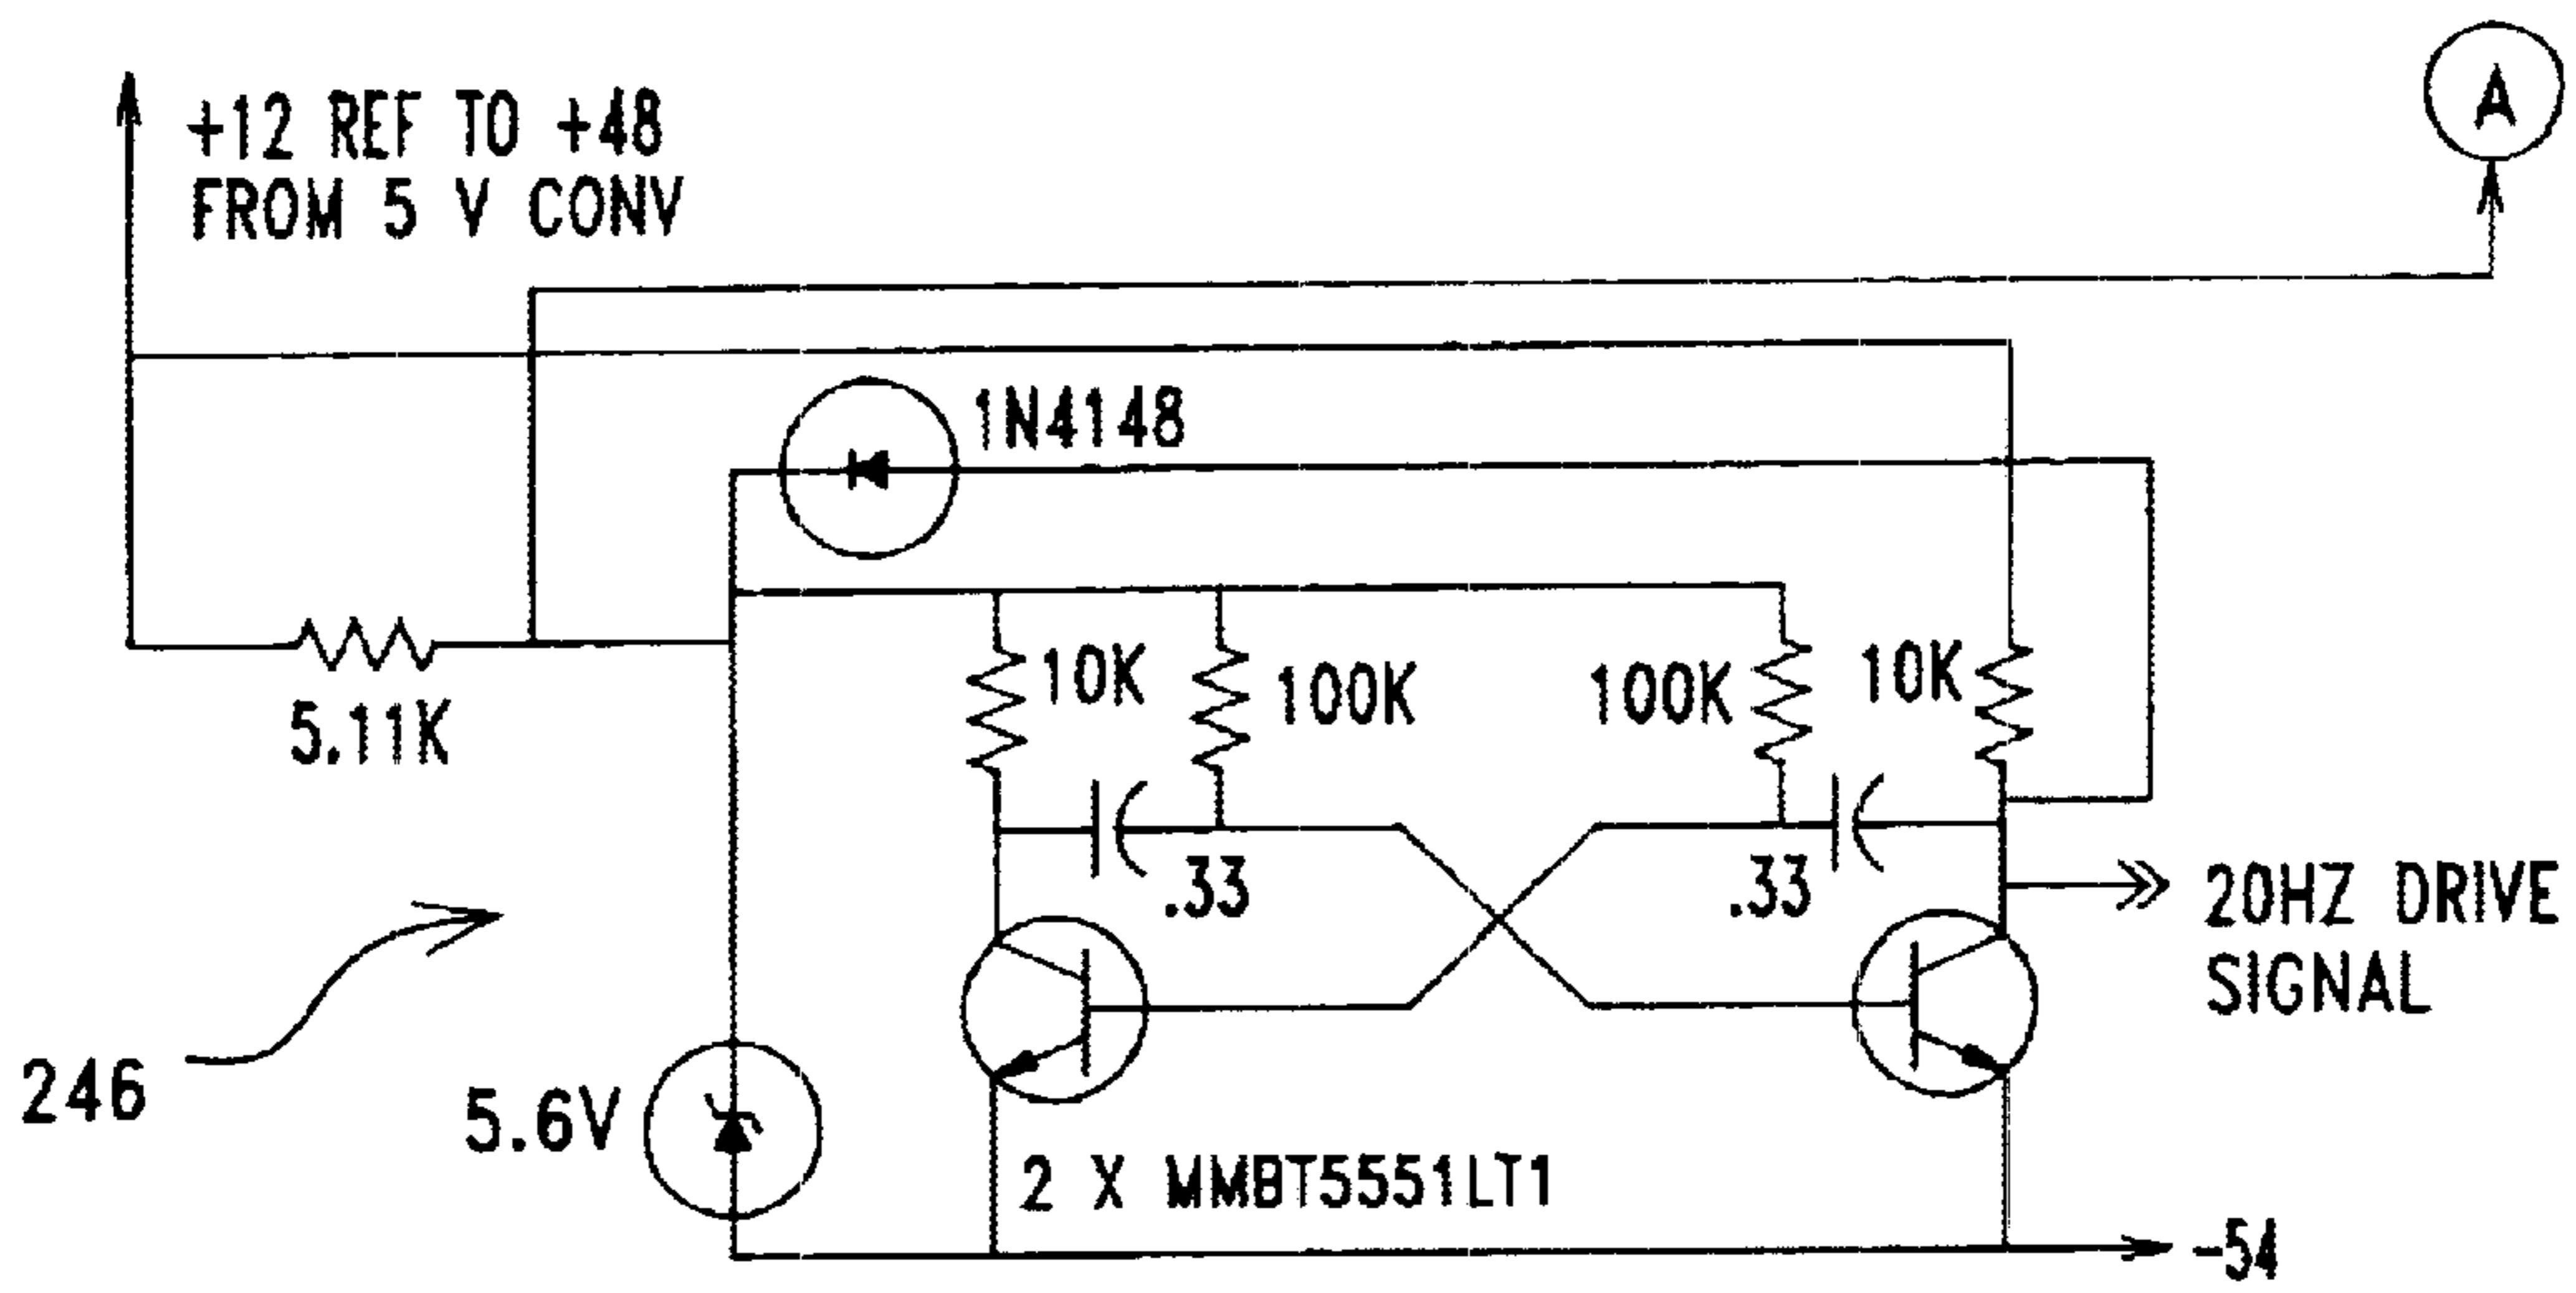 A
+12 REF TO +48
FROM 5 V CONV
1N4148
10K
100K
100K
10K
5.11K
.33
.33
20HZ DRIVE
SIGNAL
246
5.6V
2 X MMBT5551LT1
-54